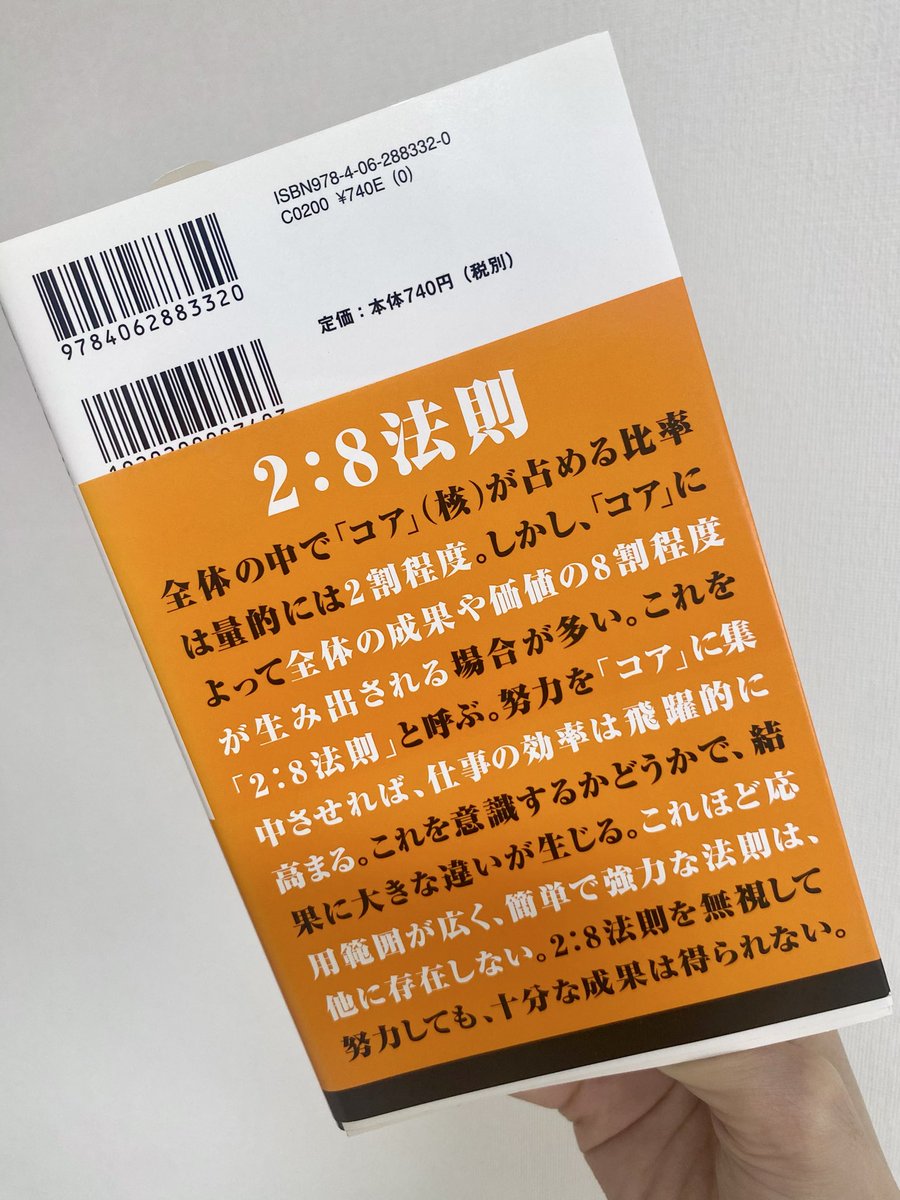 ISBN978-4-06-288332-0
C0200 ¥740E (0)
9784062883320
定価：本体740円（税別）
2：8法則
全体の中で「コア」（核）が占める比率
は量的には2割程度。しかし、「コア」に
よって全体の成果や価値の8割程度
が生み出される場合が多い。これを
「2：8法則」と呼ぶ。努力を「コア」に集
中させれば、仕事の効率は飛躍的に
高まる。これを意識するかどうかで、結
果に大きな違いが生じる。これほど応
用範囲が広く、簡単で強力な法則は、
他に存在しない。2：8法則を無視して
努力しても、十分な成果は得られない。